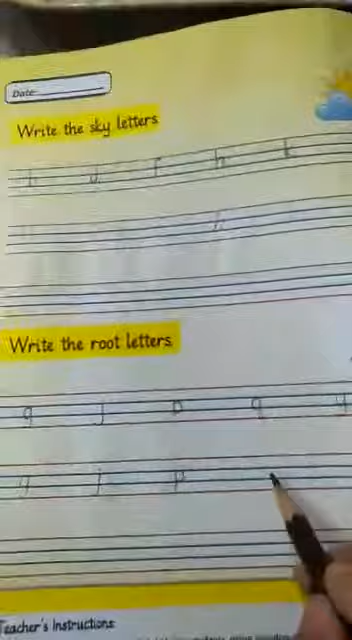 Date:
Write the sky letters
b d f h k
h
Write the root letters
g j p q y
g j p
Teacher's Instructions